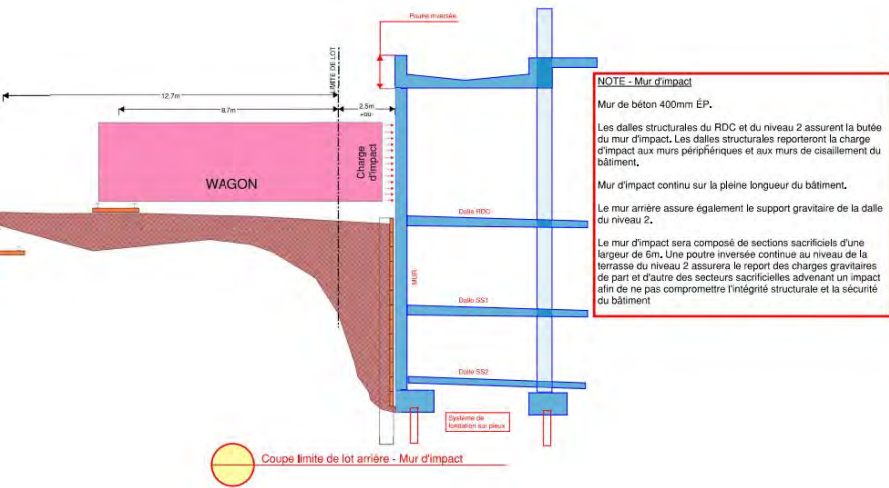 Poutre inversée
LIMITE DE LOT
12.7m
8.7m
2.5m
+ou-
WAGON
Charge
d'impact
Dalle RDC
MUR
Dalle SS1
Dalle SS2
Système de
fondation sur pieux
Coupe limite de lot arrière - Mur d'impact
NOTE - Mur d'impact
Mur de béton 400mm ÉP.
Les dalles structurales du RDC et du niveau 2 assurent la butée
du mur d'impact. Les dalles structurales reporteront la charge
d'impact aux murs périphériques et aux murs de cisaillement du
bâtiment.
Mur d'impact continu sur la pleine longueur du bâtiment.
Le mur arrière assure également le support gravitaire de la dalle
du niveau 2.
Le mur d'impact sera composé de sections sacrificiels d'une
largeur de 6m. Une poutre inversée continue au niveau de la
terrasse du niveau 2 assurera le report des charges gravitaires
de part et d'autre des secteurs sacrificielles advenant un impact
afin de ne pas compromettre l'intégrité structurale et la sécurité
du bâtiment